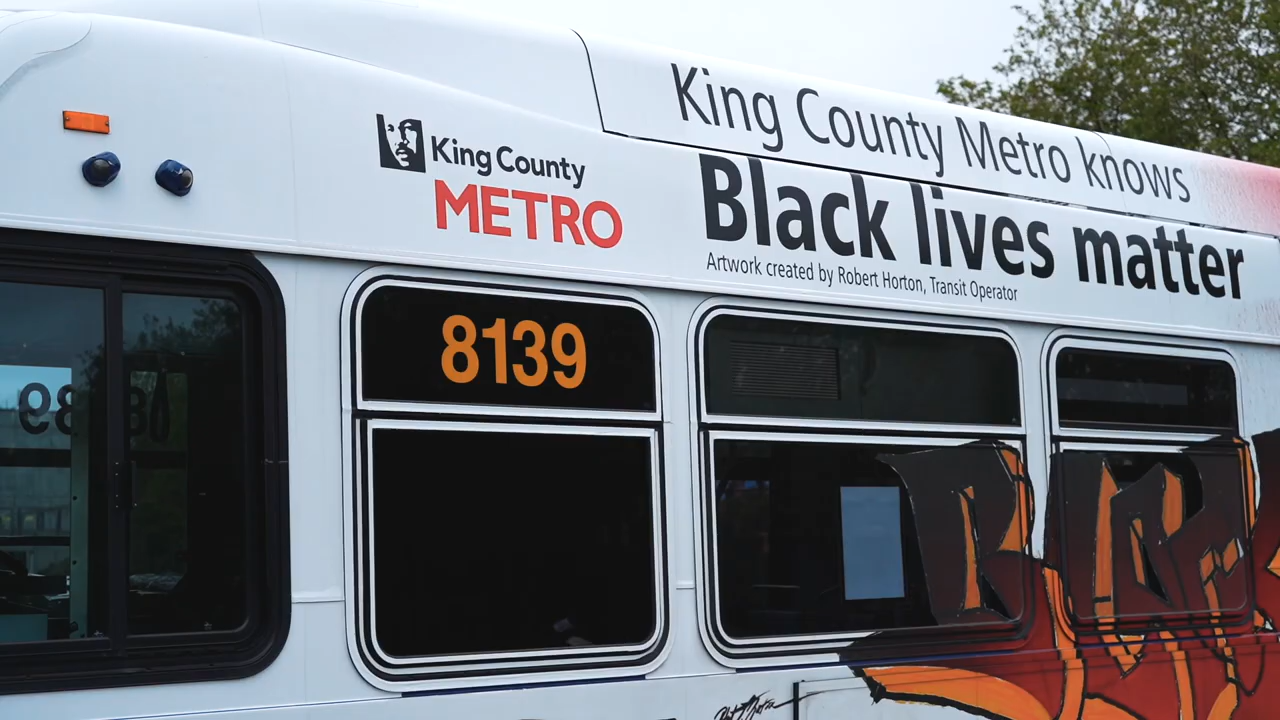 King County Metro knows
Black lives matter
Artwork created by Robert Horton, Transit Operator
King County
METRO
8139